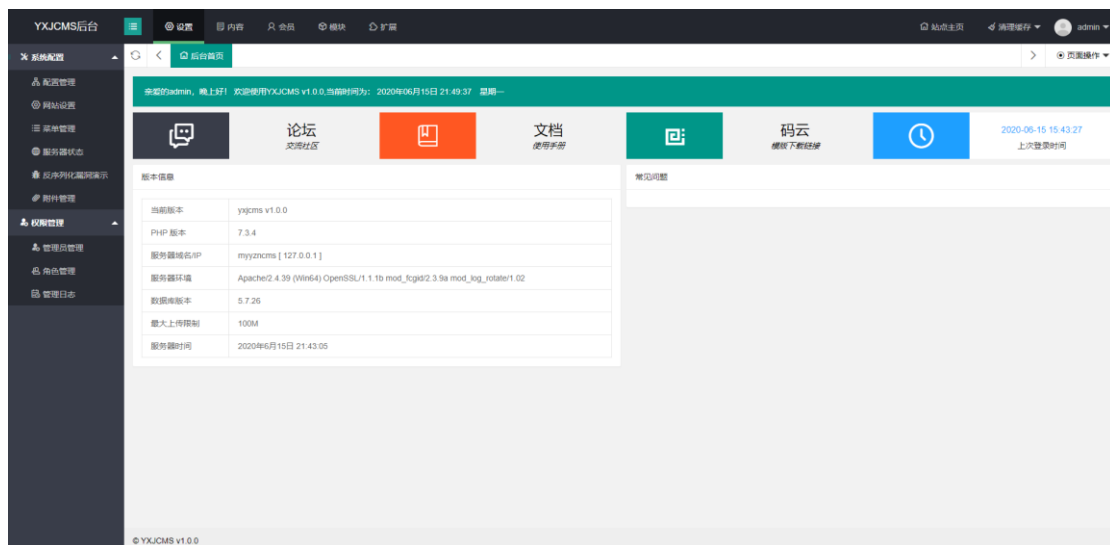 YXJCMS后台 设置 内容 会员 模块 扩展 站点主页 清理缓存 admin
系统配置 后台首页 页面操作
配置管理
网站设置
菜单管理
服务器状态
反序列化漏洞演示
附件管理
权限管理
管理员管理
角色管理
管理日志
亲爱的admin，晚上好！ 欢迎使用YXJCMS v1.0.0,当前时间为： 2020年06月15日 21:49:37 星期一
论坛
交流社区
文档
使用手册
码云
模板下载链接
2020-06-15 15:43:27
上次登录时间
版本信息
当前版本 yxjcms v1.0.0
PHP 版本 7.3.4
服务器域名/IP myyzncms [ 127.0.0.1 ]
服务器环境 Apache/2.4.39 (Win64) OpenSSL/1.1.1b mod_fcgid/2.3.9a mod_log_rotate/1.02
数据库版本 5.7.26
最大上传限制 100M
服务器时间 2020年6月15日 21:43:05
常见问题
© YXJCMS v1.0.0